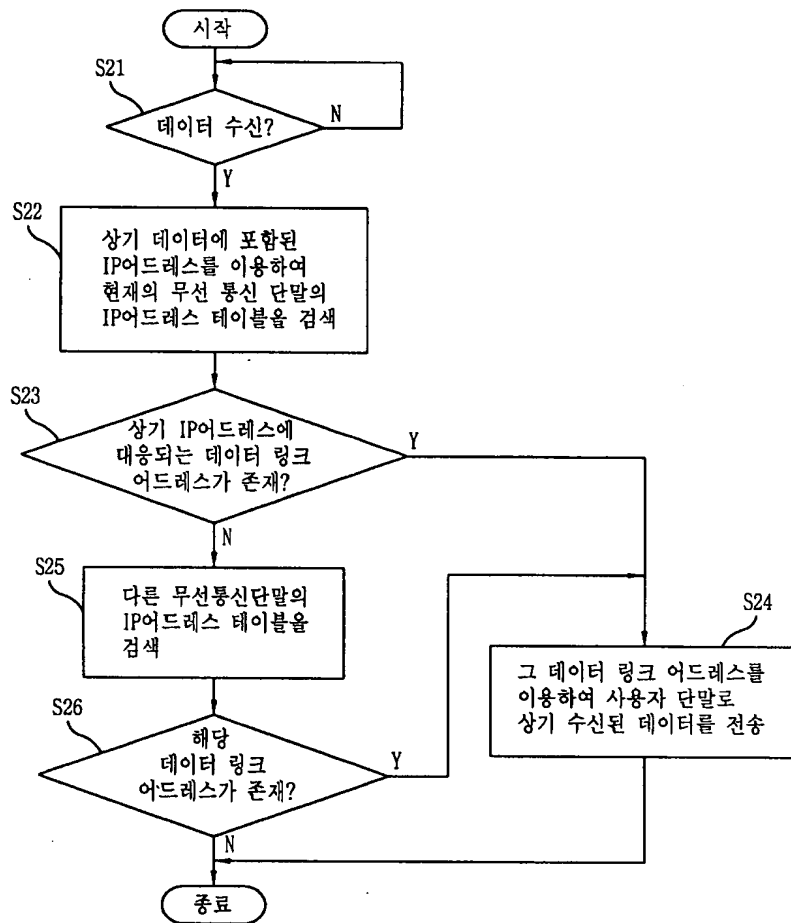 시작
S21
데이터 수신?
N
Y
S22
상기 데이터에 포함된
IP어드레스를 이용하여
현재의 무선 통신 단말의
IP어드레스 테이블을 검색
S23
상기 IP어드레스에
대응되는 데이터 링크
어드레스가 존재?
Y
N
S25
다른 무선통신단말의
IP어드레스 테이블을
검색
S24
그 데이터 링크 어드레스를
이용하여 사용자 단말로
상기 수신된 데이터를 전송
S26
해당
데이터 링크
어드레스가 존재?
Y
N
종료